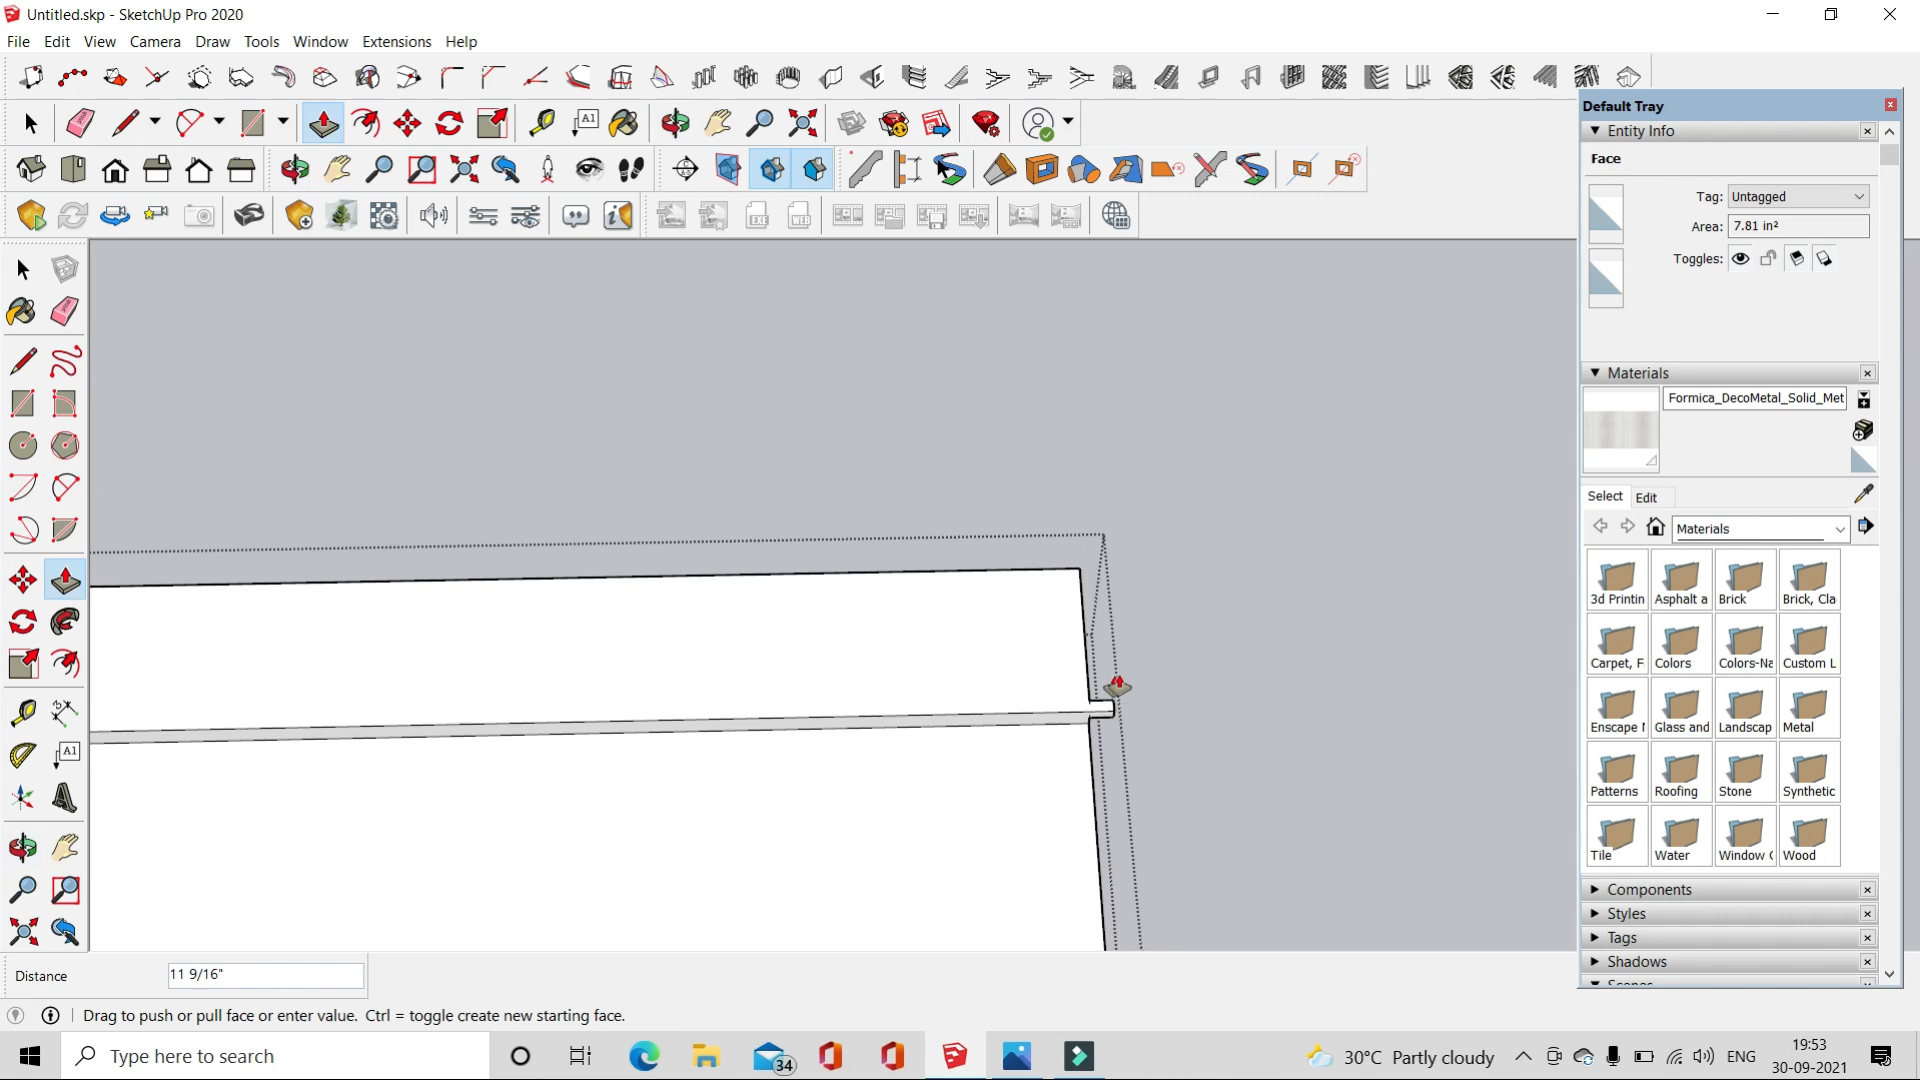 Untitled.skp - SketchUp Pro 2020
File Edit View Camera Draw Tools Window Extensions Help
A1
Default Tray
Entity Info
Face
Tag: Untagged
Area: 7.81 in²
Toggles:
Materials
Formica_DecoMetal_Solid_Met
A1
Select Edit
Materials
3d Printin Asphalt a Brick Brick, Cla
Carpet, F Colors Colors-Na Custom L
Enscape Glass and Landscap Metal
Patterns Roofing Stone Synthetic
Tile Water Window Wood
Components
Styles
Tags
Shadows
Scenes
Distance 11 9/16"
Drag to push or pull face or enter value. Ctrl = toggle create new starting face.
Type here to search
34
30°C Partly cloudy
ENG
19:53
30-09-2021